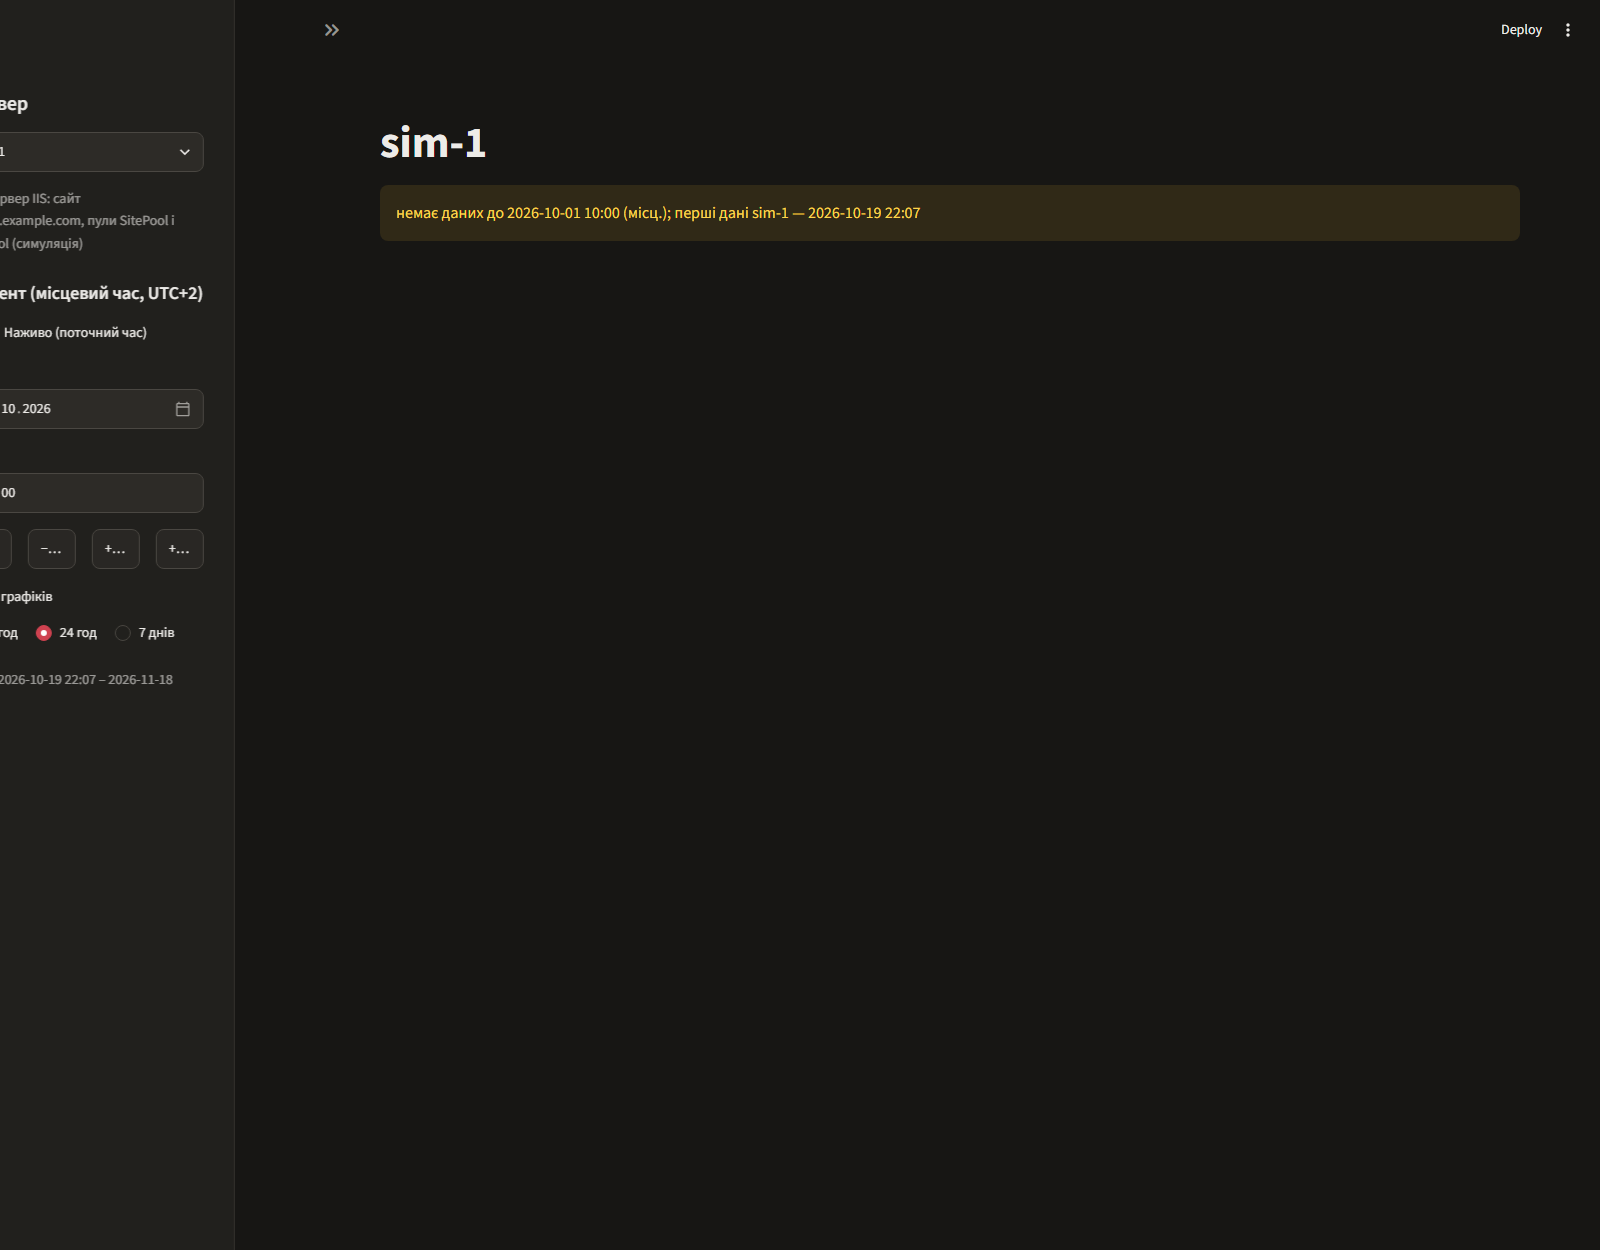 Deploy
вер
1
рвер IIS: сайт
.example.com, пули SitePool і
ol (симуляція)
ент (місцевий час, UTC+2)
Наживо (поточний час)
10.2026
00
−... +... +...
графіків
год 24 год 7 днів
2026-10-19 22:07 – 2026-11-18
sim-1
немає даних до 2026-10-01 10:00 (місц.); перші дані sim-1 — 2026-10-19 22:07